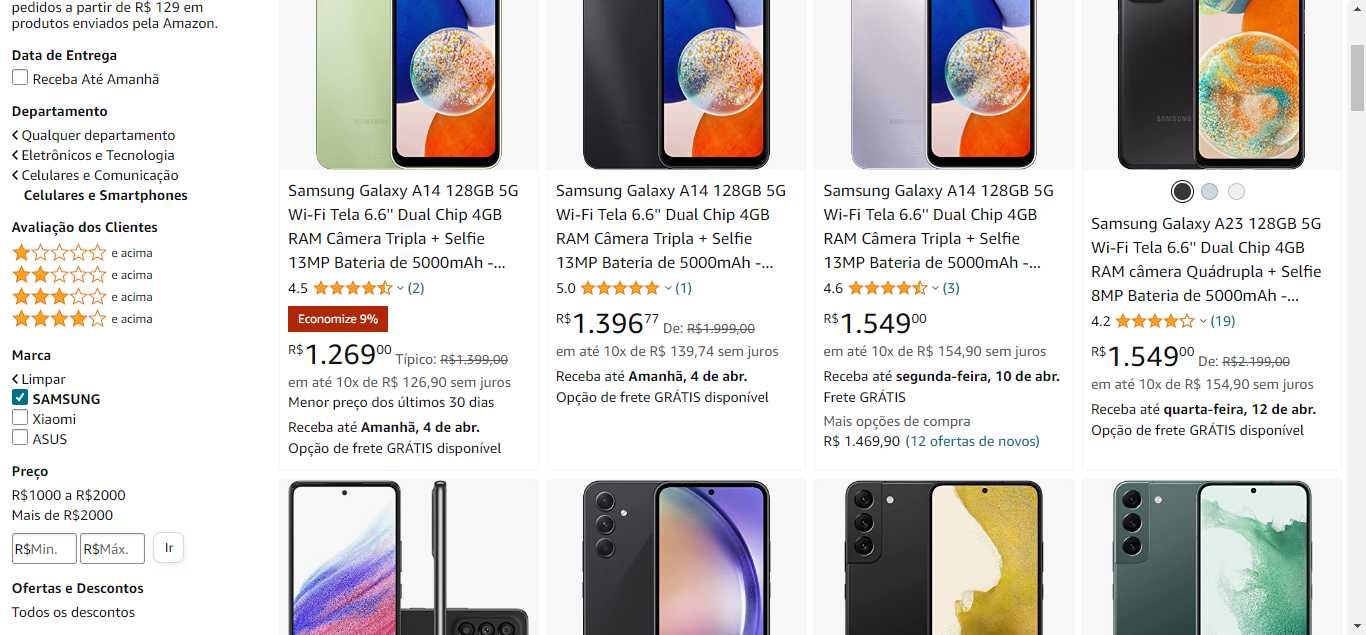 pedidos a partir de R$ 129 em
produtos enviados pela Amazon.
Data de Entrega
Receba Até Amanhã
Departamento
Qualquer departamento
Eletrônicos e Tecnologia
Celulares e Comunicação
Celulares e Smartphones
Avaliação dos Clientes
e acima
e acima
e acima
e acima
Marca
Limpar
SAMSUNG
Xiaomi
ASUS
Preço
R$1000 a R$2000
Mais de R$2000
R$Min. R$Máx. Ir
Ofertas e Descontos
Todos os descontos
SAMSUNG
Samsung Galaxy A14 128GB 5G
Wi-Fi Tela 6.6'' Dual Chip 4GB
RAM Câmera Tripla + Selfie
13MP Bateria de 5000mAh -...
4.5 (2)
Economize 9%
R$1.26900 Típico: R$1.399,00
em até 10x de R$ 126,90 sem juros
Menor preço dos últimos 30 dias
Receba até Amanhã, 4 de abr.
Opção de frete GRÁTIS disponível
Samsung Galaxy A14 128GB 5G
Wi-Fi Tela 6.6'' Dual Chip 4GB
RAM Câmera Tripla + Selfie
13MP Bateria de 5000mAh -...
5.0 (1)
R$1.39677 De: R$1.999,00
em até 10x de R$ 139,74 sem juros
Receba até Amanhã, 4 de abr.
Opção de frete GRÁTIS disponível
SAMSUNG
Samsung Galaxy A14 128GB 5G
Wi-Fi Tela 6.6'' Dual Chip 4GB
RAM Câmera Tripla + Selfie
13MP Bateria de 5000mAh -...
4.6 (3)
R$1.54900
em até 10x de R$ 154,90 sem juros
Receba até segunda-feira, 10 de abr.
Frete GRÁTIS
Mais opções de compra
R$ 1.469,90 (12 ofertas de novos)
SAMSUNG
Samsung Galaxy A23 128GB 5G
Wi-Fi Tela 6.6'' Dual Chip 4GB
RAM câmera Quádrupla + Selfie
8MP Bateria de 5000mAh -...
4.2 (19)
R$1.54900 De: R$2.199,00
em até 10x de R$ 154,90 sem juros
Receba até quarta-feira, 12 de abr.
Opção de frete GRÁTIS disponível